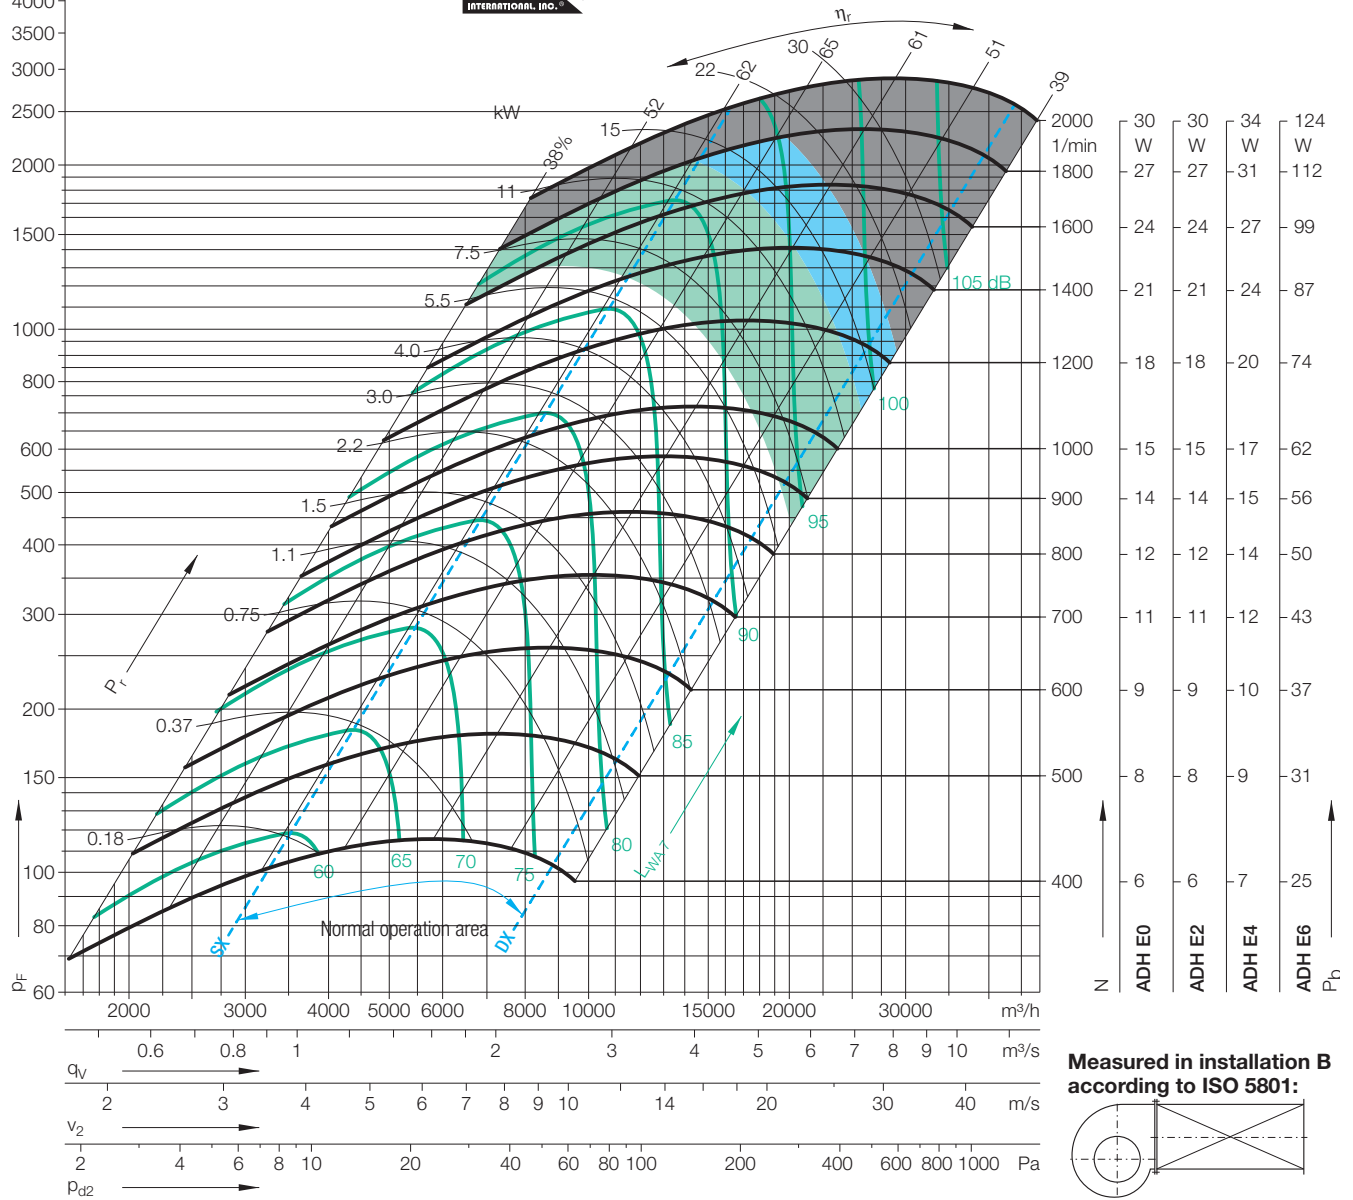 INTERNATIONAL, INC.®
4000
3500
3000
2500
2000
1500
1000
800
600
500
400
300
200
150
100
80
60
pF
Pr
kW
ηr
38%
52
62
65
61
51
39
30
22
15
11
7.5
5.5
4.0
3.0
2.2
1.5
1.1
0.75
0.37
0.18
105 dB
100
95
90
85
80
75
70
65
60
LWA 7
SX
Normal operation area
DX
2000 30 30 34 124
1/min W W W W
1800 27 27 31 112
1600 24 24 27 99
1400 21 21 24 87
1200 18 18 20 74
1000 15 15 17 62
900 14 14 15 56
800 12 12 14 50
700 11 11 12 43
600 9 9 10 37
500 8 8 9 31
400 6 6 7 25
N ADH E0 ADH E2 ADH E4 ADH E6 Pb
2000 3000 4000 5000 6000 8000 10000 15000 20000 30000 m³/h
0.6 0.8 1 2 3 4 5 6 7 8 9 10 m³/s
qV
2 3 4 5 6 7 8 9 10 14 20 30 40 m/s
v2
2 4 6 8 10 20 40 60 80 100 200 400 600 800 1000 Pa
pd2
Measured in installation B
according to ISO 5801: